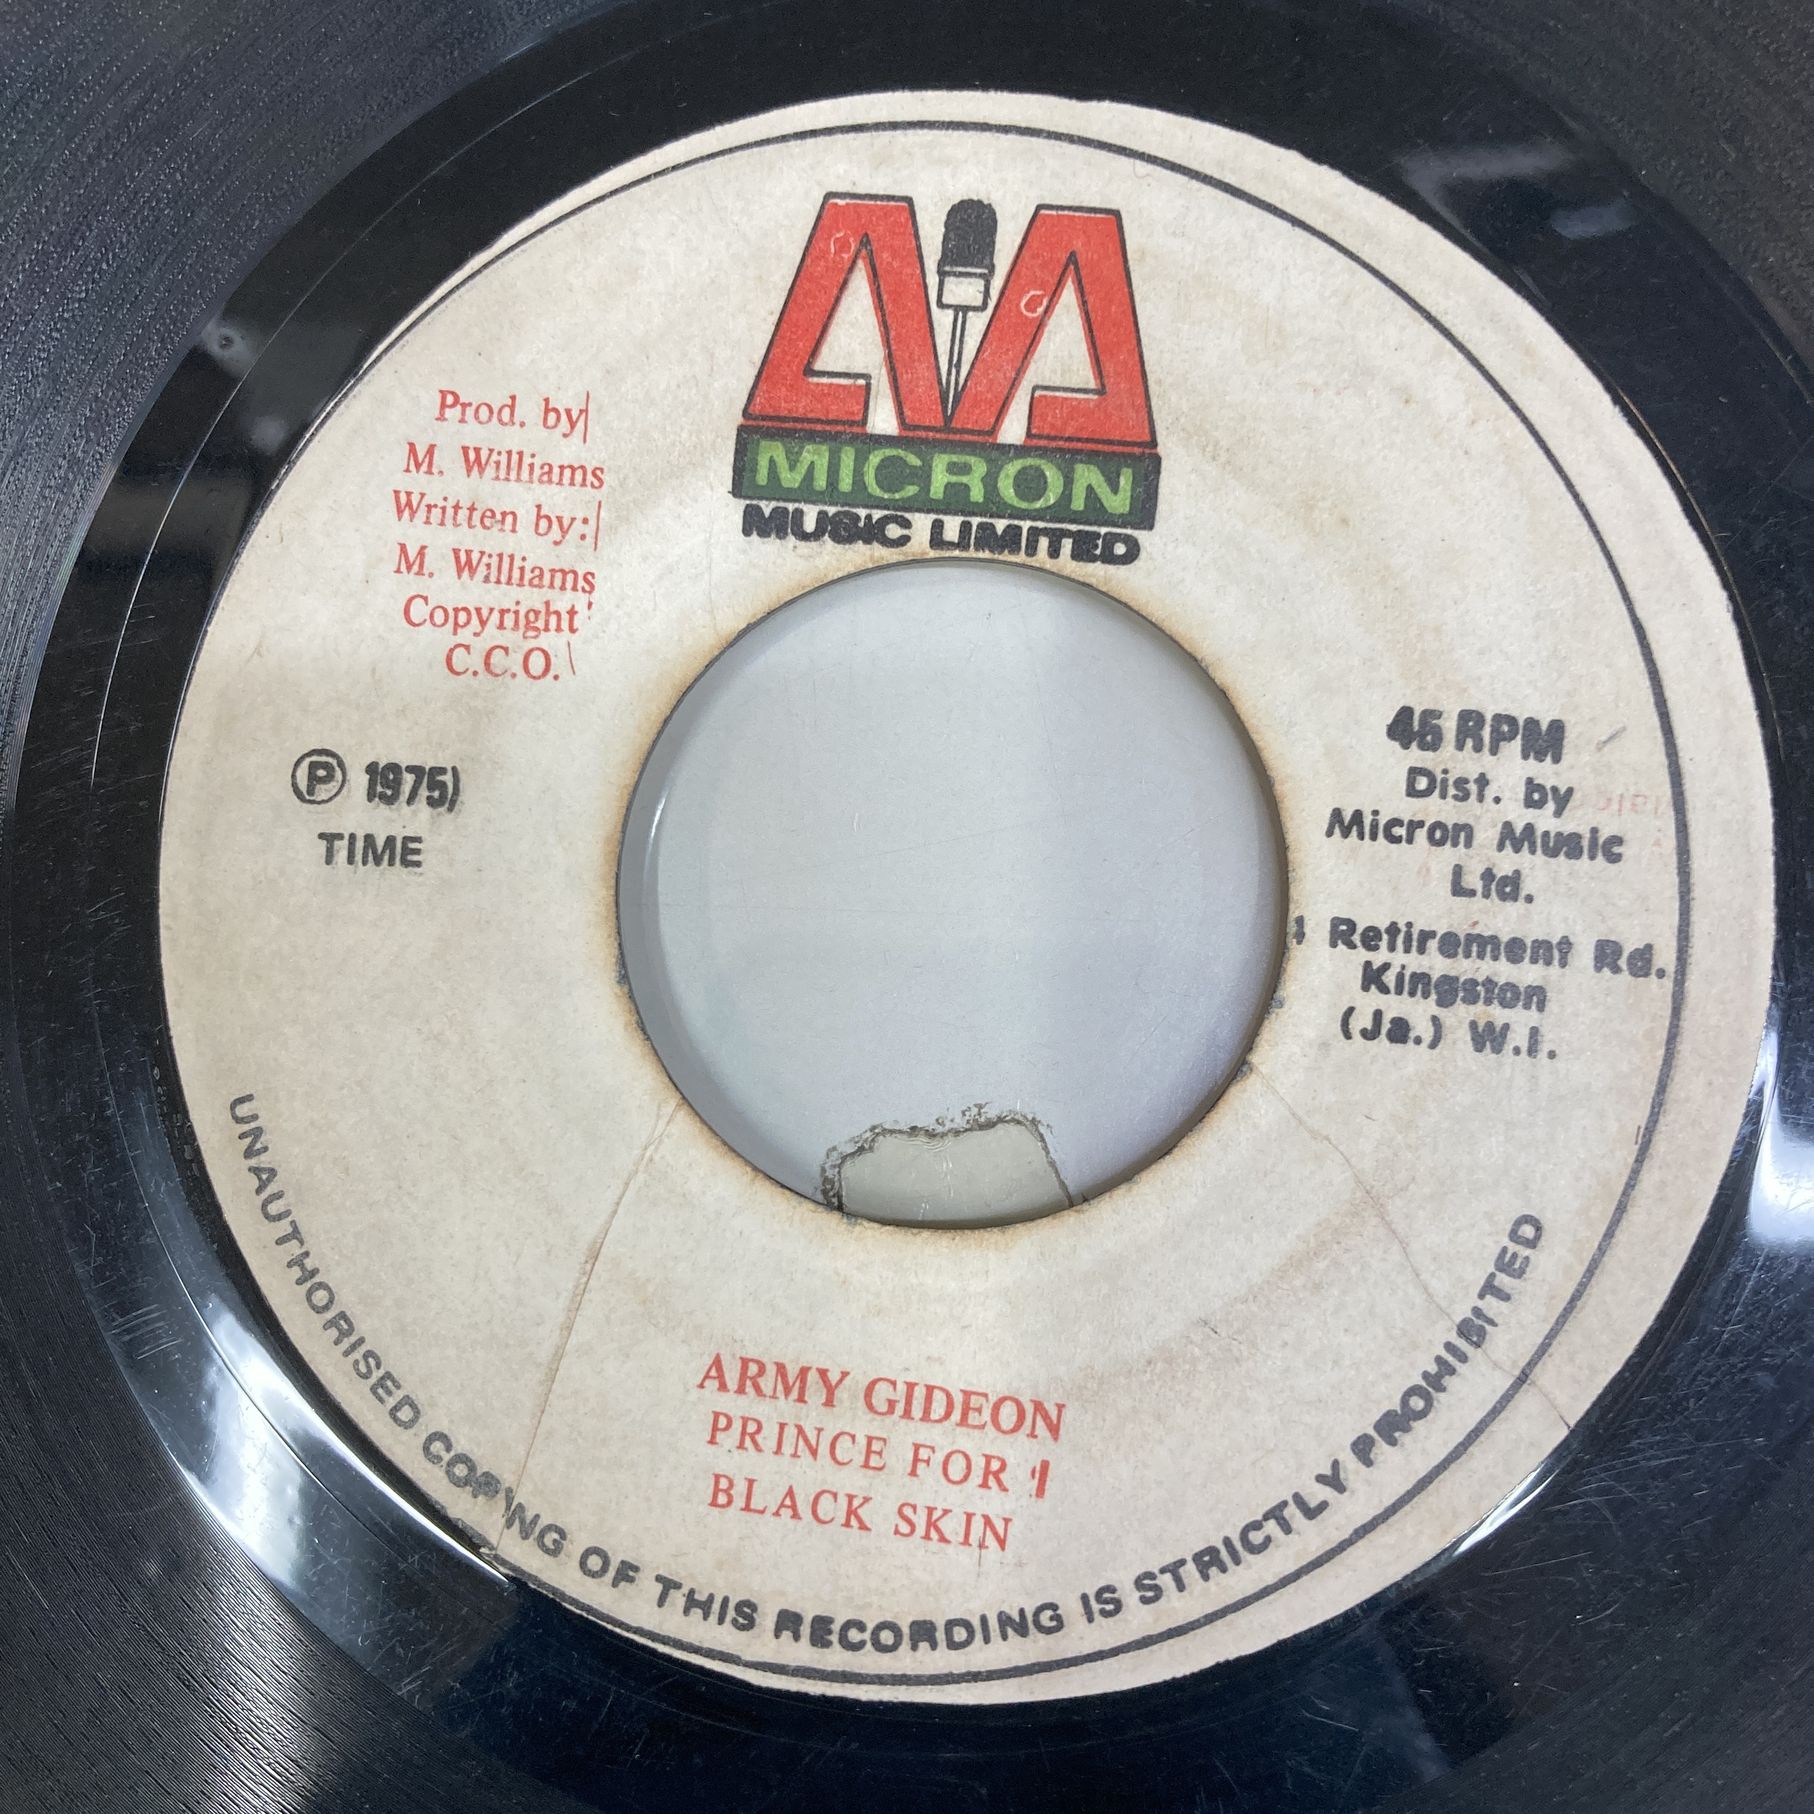 MICRON
MUSIC LIMITED
Prod. by
M. Williams
Written by:
M. Williams
Copyright
C.C.O.
Ⓟ 1975)
TIME
45 RPM
Dist. by
Micron Music
Ltd.
Retirement Rd.
Kingston
(Ja.) W.I.
ARMY GIDEON
PRINCE FOR
BLACK SKIN
UNAUTHORISED COPYING OF THIS RECORDING IS STRICTLY PROHIBITED